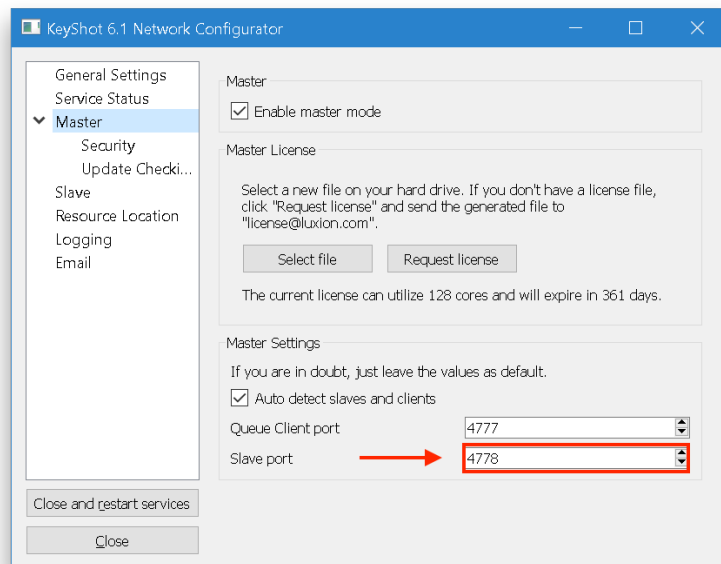 KeyShot 6.1 Network Configurator
General Settings
Service Status
Master
Security
Update Checki...
Slave
Resource Location
Logging
Email
Close and restart services
Close
Master
Enable master mode
Master License
Select a new file on your hard drive. If you don't have a license file,
click "Request license" and send the generated file to
"license@luxion.com".
Select file
Request license
The current license can utilize 128 cores and will expire in 361 days.
Master Settings
If you are in doubt, just leave the values as default.
Auto detect slaves and clients
Queue Client port 4777
Slave port 4778